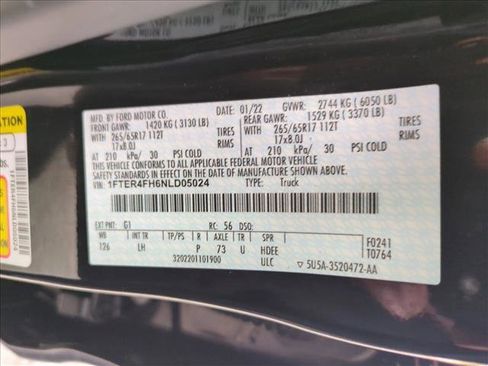 MFD. BY FORD MOTOR CO.
DATE: 01/22 GVWR: 2744 KG ( 6050 LB)
FRONT GAWR: 1420 KG ( 3130 LB)
REAR GAWR: 1529 KG ( 3370 LB)
WITH 265/65R17 112T TIRES
WITH 265/65R17 112T TIRES
17x8.0J RIMS
17x8.0J RIMS
AT 210 kPa/ 30 PSI COLD
AT 210 kPa/ 30 PSI COLD
THIS VEHICLE CONFORMS TO ALL APPLICABLE FEDERAL MOTOR VEHICLE
SAFETY STANDARDS IN EFFECT ON THE DATE OF MANUFACTURE SHOWN ABOVE.
VIN: 1FTER4FH6NLD05024 TYPE: Truck
EXT PNT: G1 RC: 56 DSO:
WB INT TR TP/PS R AXLE TR SPR
126 LH P 73 U HDEE F0241
3202201101900 ULC T0764
▽ 5U5A-3520472-AA